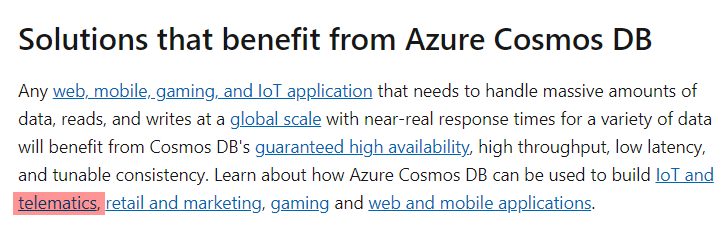 Solutions that benefit from Azure Cosmos DB
Any web, mobile, gaming, and IoT application that needs to handle massive amounts of
data, reads, and writes at a global scale with near-real response times for a variety of data
will benefit from Cosmos DB's guaranteed high availability, high throughput, low latency,
and tunable consistency. Learn about how Azure Cosmos DB can be used to build IoT and
telematics, retail and marketing, gaming and web and mobile applications.